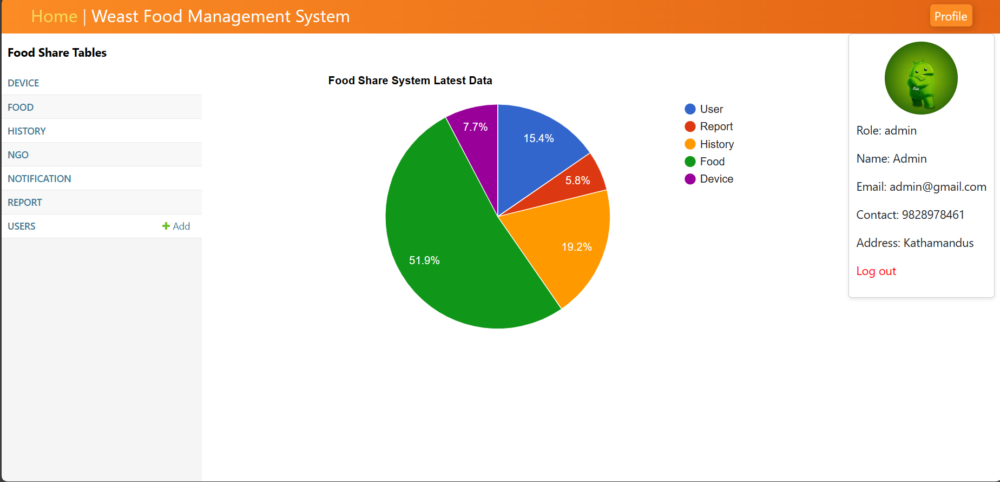 Home | Weast Food Management System
Profile
Food Share Tables
DEVICE
FOOD
HISTORY
NGO
NOTIFICATION
REPORT
USERS
Add
Food Share System Latest Data
7.7%
15.4%
5.8%
19.2%
51.9%
User
Report
History
Food
Device
Role: admin
Name: Admin
Email: admin@gmail.com
Contact: 9828978461
Address: Kathamandus
Log out